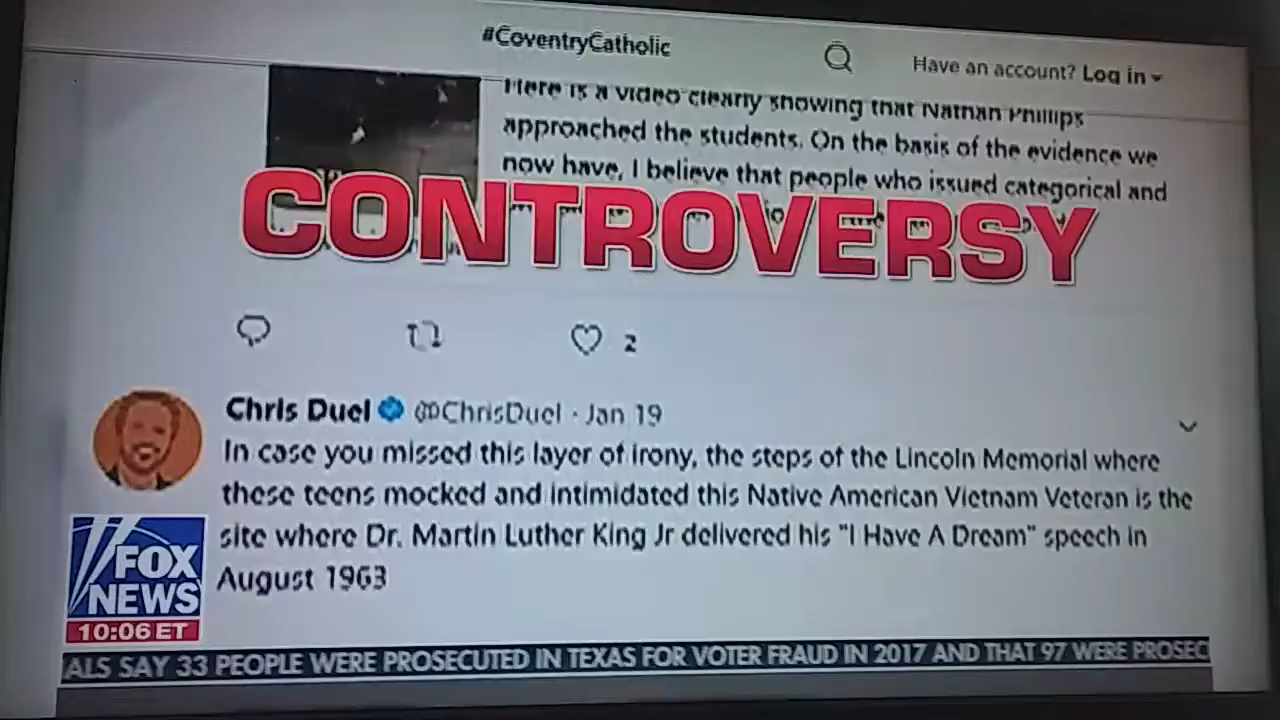 #CoventryCatholic
Have an account? Log in
Here is a video clearly showing that Nathan Phillips
approached the students. On the basis of the evidence we
now have, I believe that people who issued categorical and
CONTROVERSY
2
Chris Duel @ChrisDuel · Jan 19
In case you missed this layer of irony, the steps of the Lincoln Memorial where
these teens mocked and intimidated this Native American Vietnam Veteran is the
site where Dr. Martin Luther King Jr delivered his "I Have A Dream" speech in
August 1963
FOX
NEWS
10:06 ET
ALS SAY 33 PEOPLE WERE PROSECUTED IN TEXAS FOR VOTER FRAUD IN 2017 AND THAT 97 WERE PROSEC